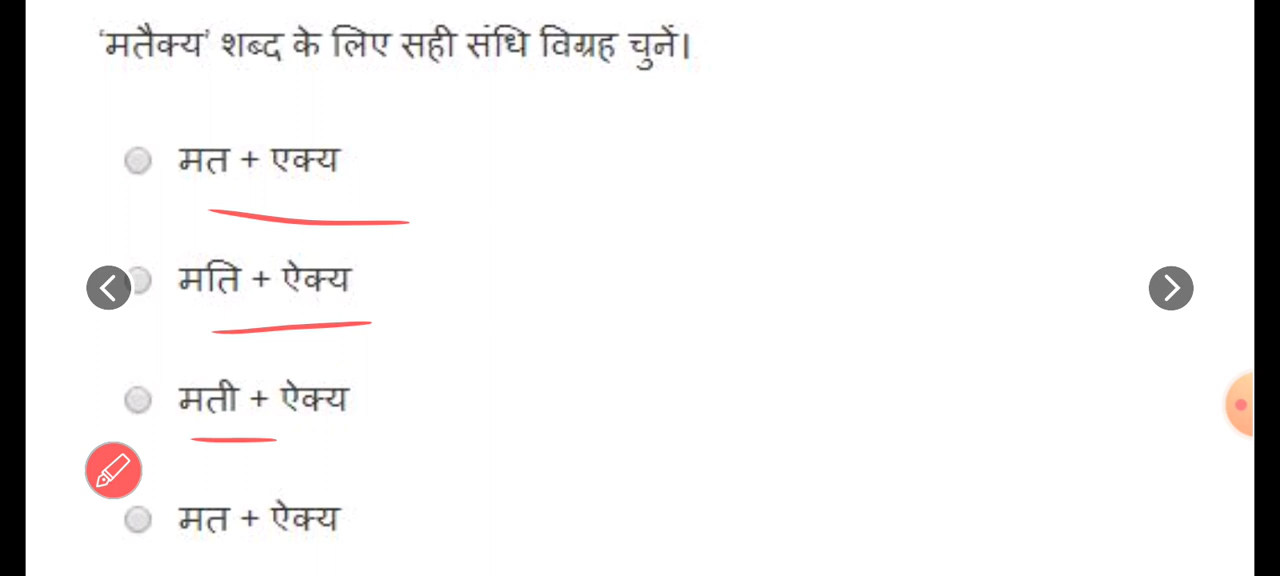 'मतैक्य' शब्द के लिए सही संधि विग्रह चुनें।
मत + एक्य
मति + ऐक्य
मती + ऐक्य
मत + ऐक्य